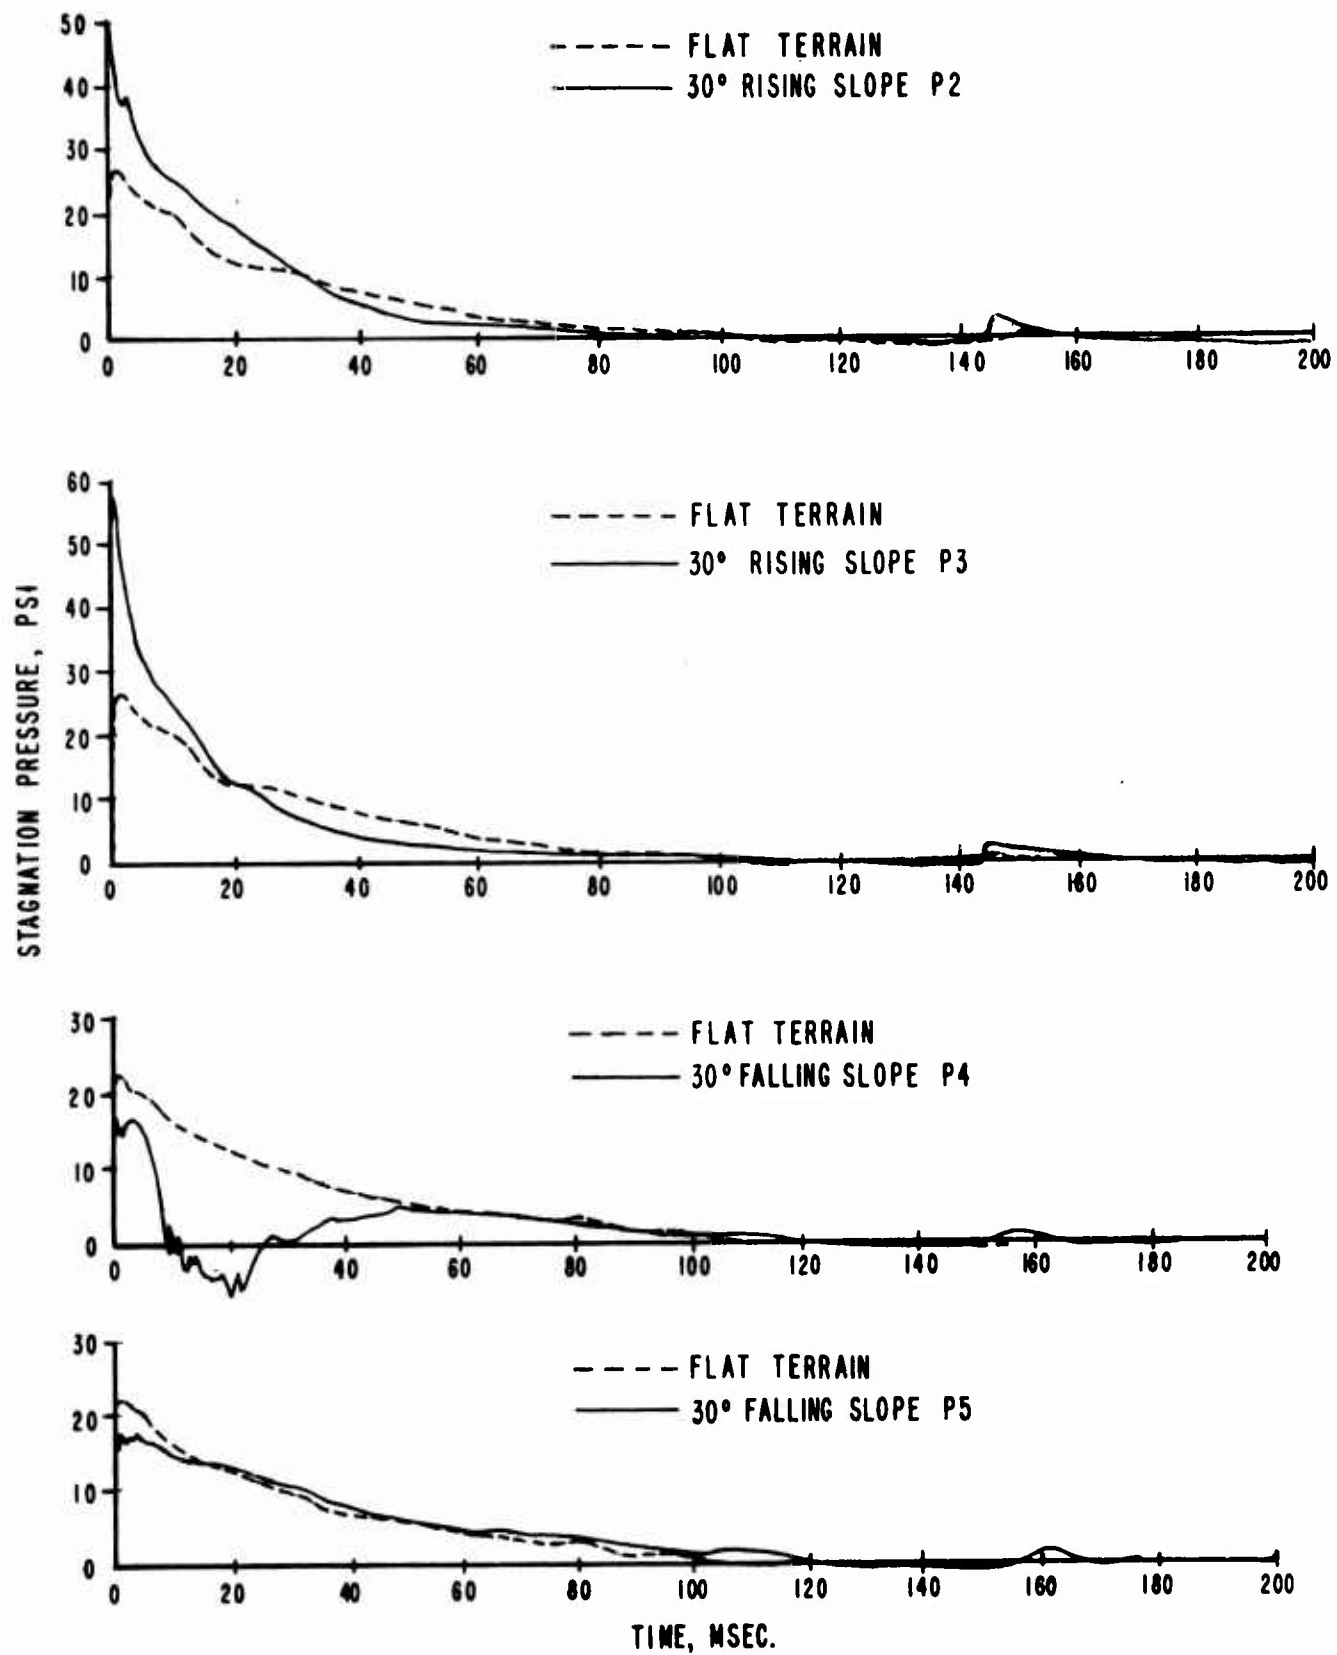 50
40
30
20
10
0
FLAT TERRAIN
30° RISING SLOPE P2
0 20 40 60 80 100 120 140 160 180 200
STAGNATION PRESSURE, PSI
60
50
40
30
20
10
0
FLAT TERRAIN
30° RISING SLOPE P3
0 20 40 60 80 100 120 140 160 180 200
30
20
10
0
FLAT TERRAIN
30° FALLING SLOPE P4
0 40 60 80 100 120 140 160 180 200
30
20
10
0
FLAT TERRAIN
30° FALLING SLOPE P5
0 20 40 60 80 100 120 140 160 180 200
TIME, MSEC.